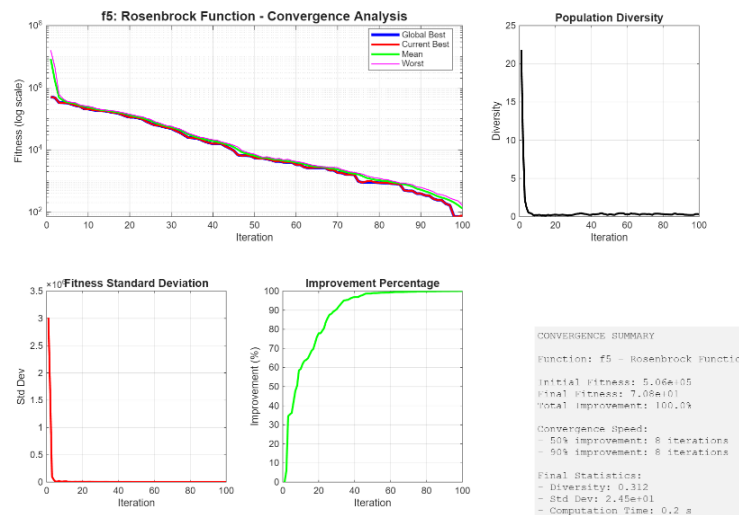 f5: Rosenbrock Function - Convergence Analysis
Fitness (log scale)
10^8
10^6
10^4
10^2
0 10 20 30 40 50 60 70 80 90 100
Iteration
Global Best
Current Best
Mean
Worst
Population Diversity
Diversity
25
20
15
10
5
0
0 20 40 60 80 100
Iteration
Fitness Standard Deviation
Std Dev
3.5
3
2.5
2
1.5
1
0.5
0
0 20 40 60 80 100
Iteration
Improvement Percentage
Improvement (%)
100
90
80
70
60
50
40
30
20
10
0
0 20 40 60 80 100
Iteration
CONVERGENCE SUMMARY
Function: f5 - Rosenbrock Functio
Initial Fitness: 5.06e+05
Final Fitness: 7.08e+01
Total Improvement: 100.0%
Convergence Speed:
- 50% improvement: 8 iterations
- 90% improvement: 8 iterations
Final Statistics:
- Diversity: 0.312
- Std Dev: 2.45e+01
- Computation Time: 0.2 s